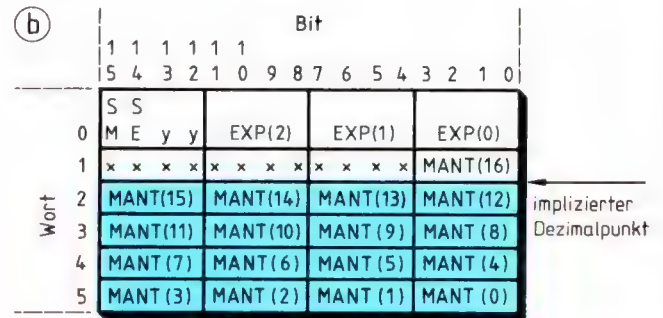 b
Bit
1 1 1 1 1 1
5 4 3 2 1 0 9 8 7 6 5 4 3 2 1 0
S S
0 M E y y EXP(2) EXP(1) EXP(0)
1 x x x x x x x x x x x x MANT(16)
2 MANT(15) MANT(14) MANT(13) MANT(12)
3 MANT(11) MANT(10) MANT(9) MANT(8)
4 MANT(7) MANT(6) MANT(5) MANT(4)
5 MANT(3) MANT(2) MANT(1) MANT(0)
Wort
implizierter
Dezimalpunkt